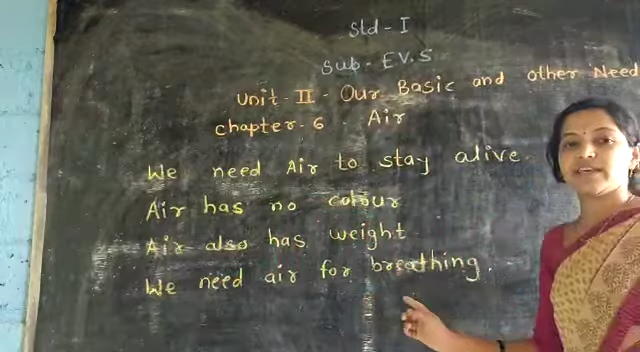 Std - I
Sub - EV.S
Unit - II - Our Basic and other Need
chapter - 6 . Air
We need Air to stay alive.
Air has no colour
Air also has weight
We need air for breathing.